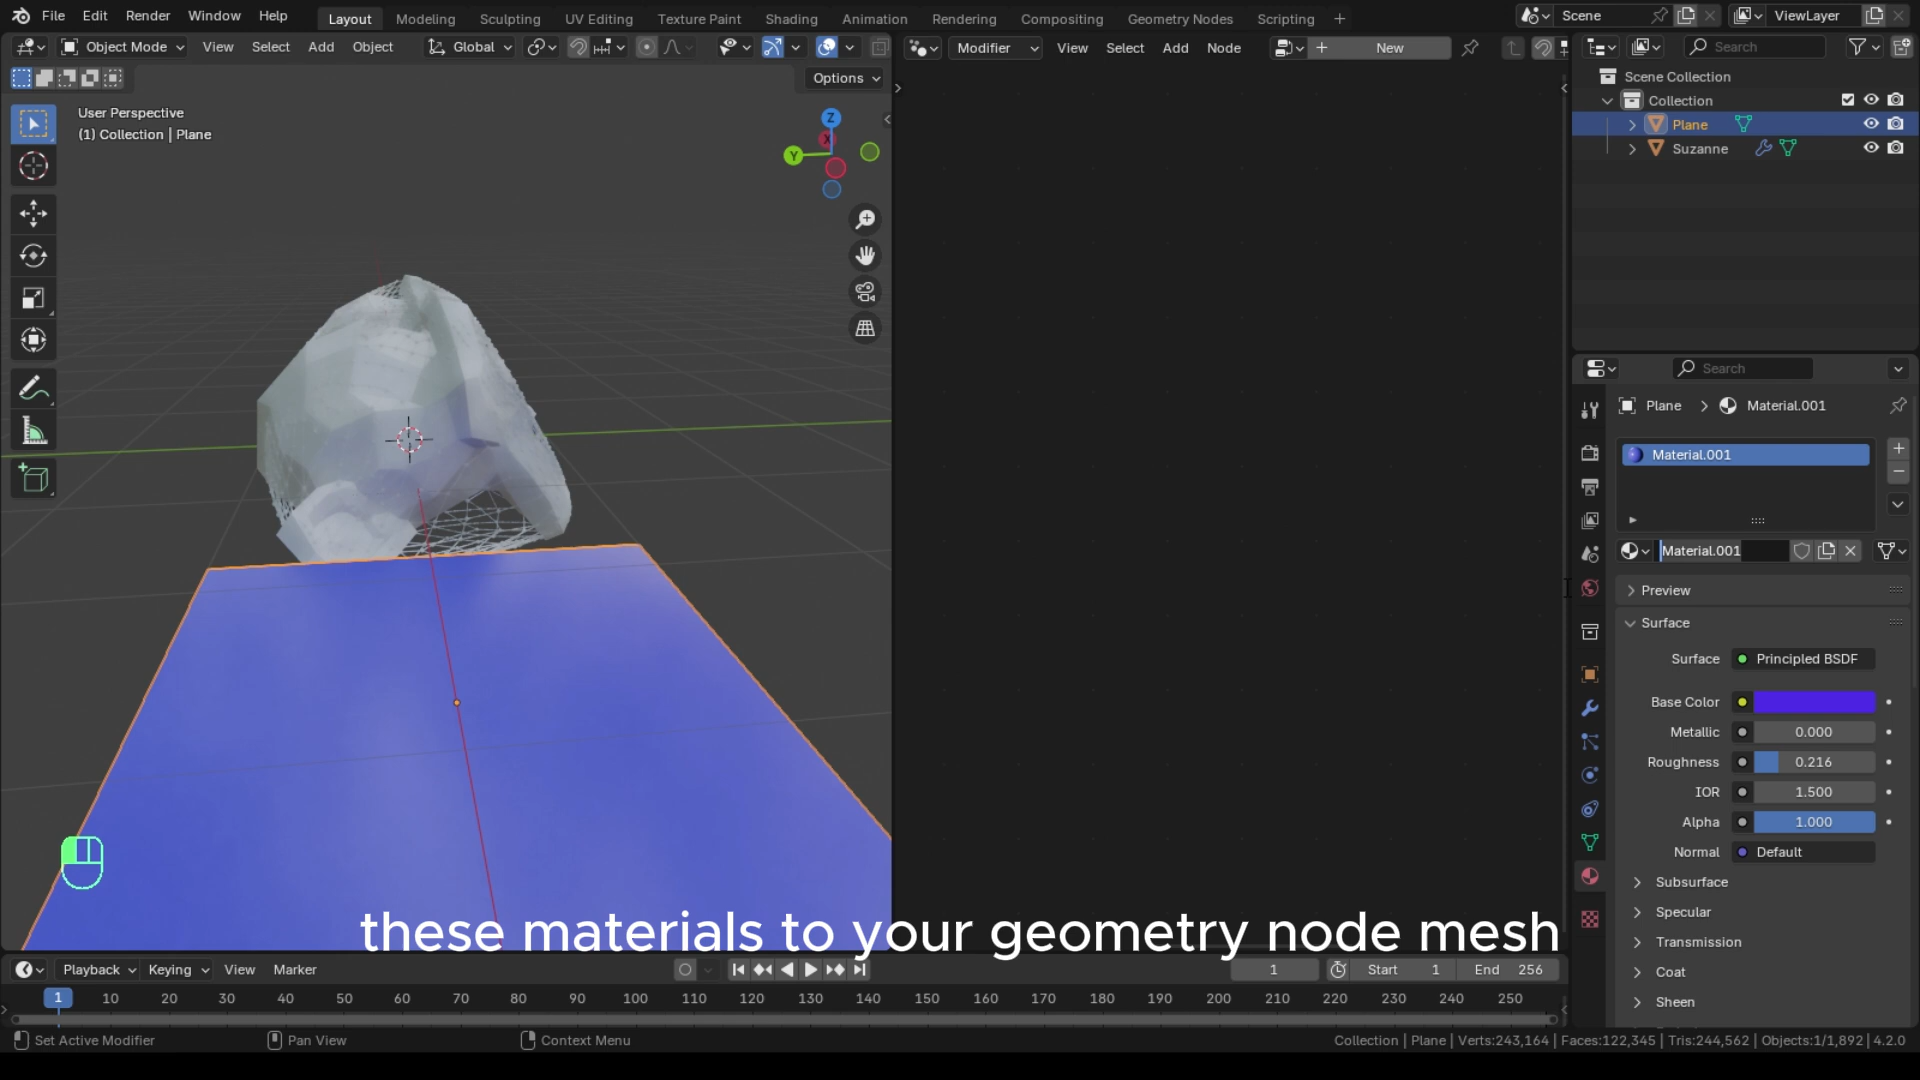 File Edit Render Window Help Layout Modeling Sculpting UV Editing Texture Paint Shading Animation Rendering Compositing Geometry Nodes Scripting + Scene ViewLayer
Object Mode View Select Add Object Global Modifier View Select Add Node + New Search
Options
User Perspective
(1) Collection | Plane
Z
X
Y
Scene Collection
Collection
Plane
Suzanne
Search
Plane > Material.001
Material.001
Material.001
Preview
Surface
Surface Principled BSDF
Base Color
Metallic 0.000
Roughness 0.216
IOR 1.500
Alpha 1.000
Normal Default
Subsurface
Specular
Transmission
Coat
Sheen
these materials to your geometry node mesh
Playback Keying View Marker 1 Start 1 End 256
1 10 20 30 40 50 60 70 80 90 100 110 120 130 140 150 160 170 180 190 200 210 220 230 240 250
Set Active Modifier Pan View Context Menu Collection | Plane | Verts:243,164 | Faces:122,345 | Tris:244,562 | Objects:1/1,892 | 4.2.0